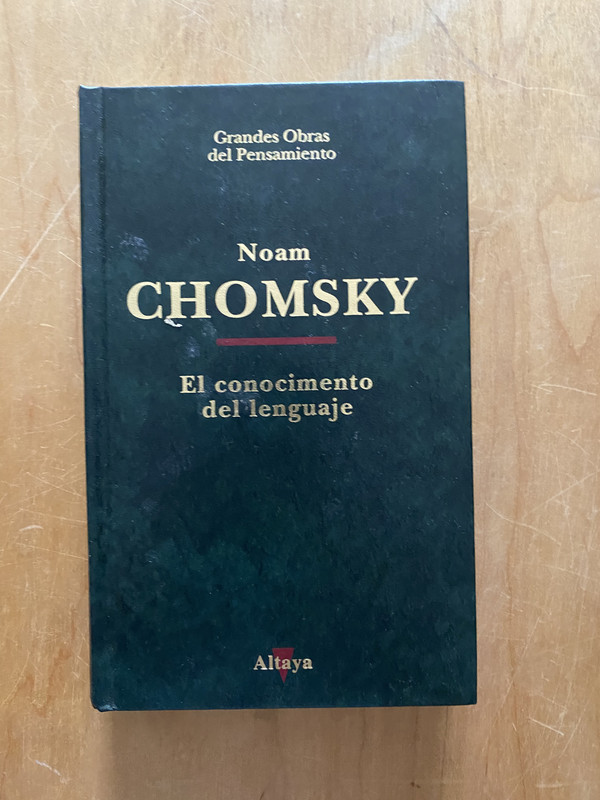 Grandes Obras
del Pensamiento
Noam
CHOMSKY
El conocimento
del lenguaje
Altaya